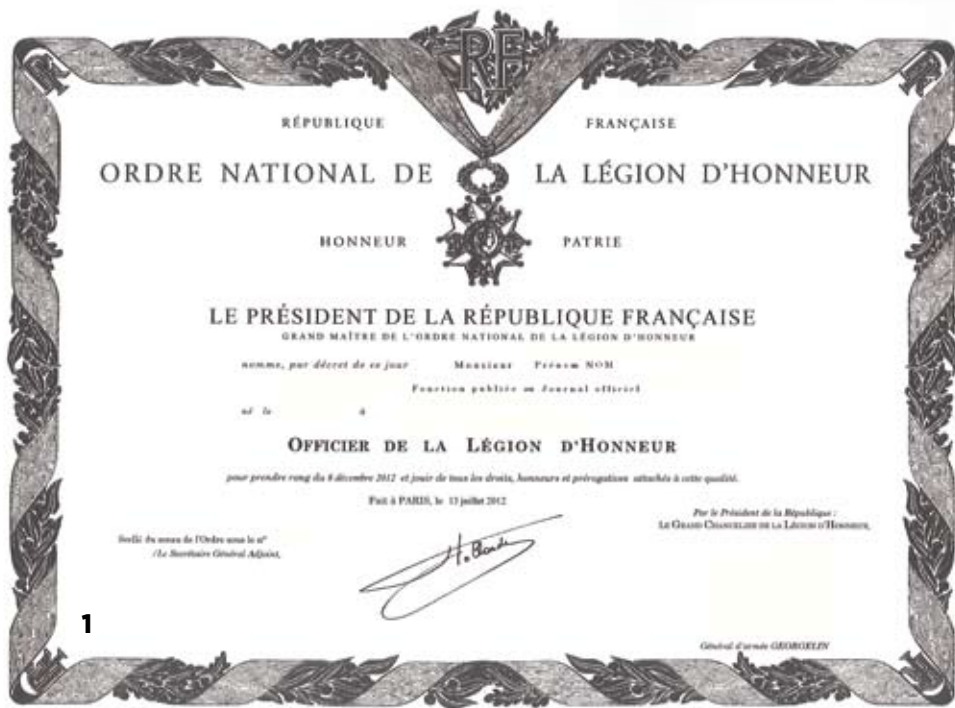 RF
RÉPUBLIQUE FRANÇAISE
ORDRE NATIONAL DE LA LÉGION D'HONNEUR
HONNEUR PATRIE
LE PRÉSIDENT DE LA RÉPUBLIQUE FRANÇAISE
GRAND MAÎTRE DE L'ORDRE NATIONAL DE LA LÉGION D'HONNEUR
nomme, par décret de ce jour Monsieur Prénom NOM
Fonction publiée au Journal officiel
né le à
OFFICIER DE LA LÉGION D'HONNEUR
pour prendre rang du 8 décembre 2012 et jouir de tous les droits, honneurs et prérogatives attachés à cette qualité.
Fait à PARIS, le 13 juillet 2012
Par le Président de la République :
LE GRAND CHANCELIER DE LA LÉGION D'HONNEUR,
Scellé du sceau de l'Ordre sous le n°
/Le Secrétaire Général Adjoint,
1
Général d'armée GEORGELIN